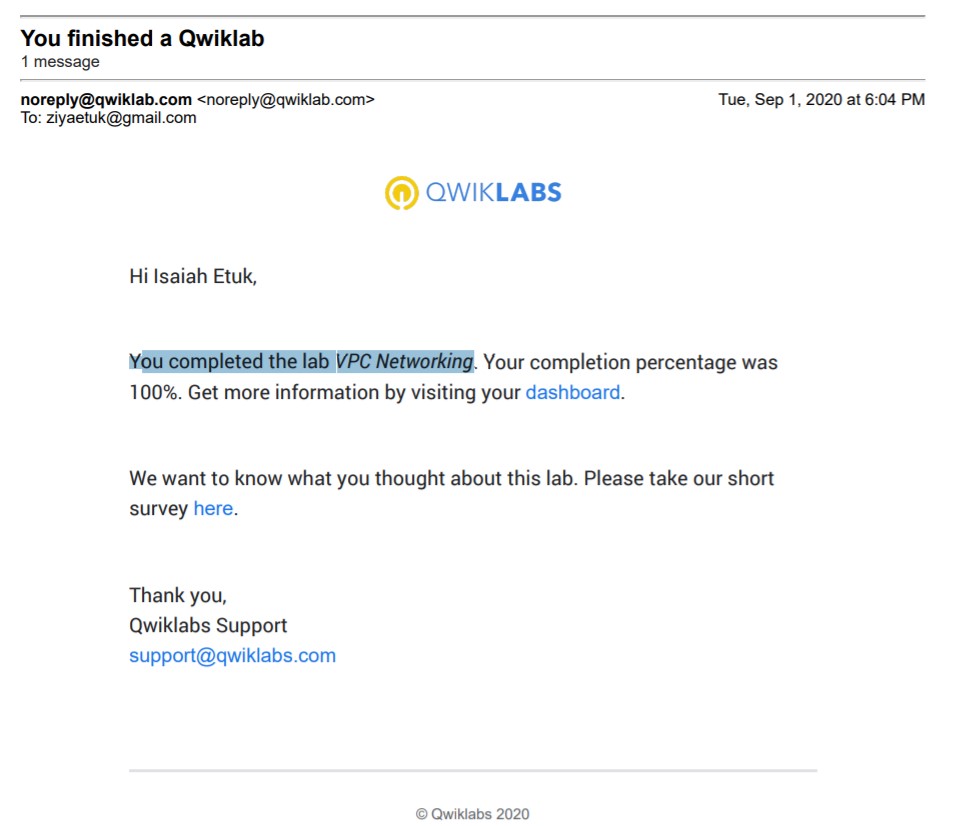 You finished a Qwiklab
1 message
noreply@qwiklab.com <noreply@qwiklab.com>
Tue, Sep 1, 2020 at 6:04 PM
To: ziyaetuk@gmail.com
QWIKLABS
Hi Isaiah Etuk,
You completed the lab VPC Networking. Your completion percentage was
100%. Get more information by visiting your dashboard.
We want to know what you thought about this lab. Please take our short
survey here.
Thank you,
Qwiklabs Support
support@qwiklabs.com
© Qwiklabs 2020